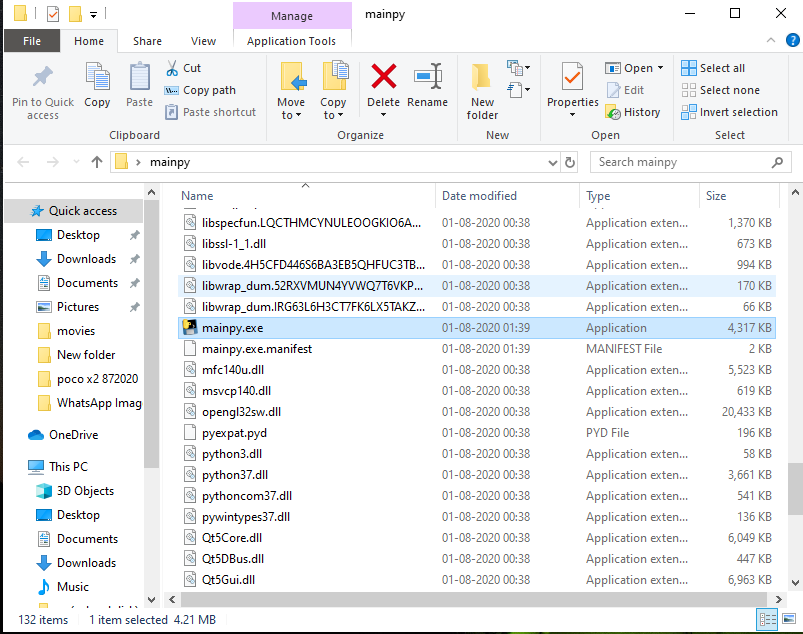 Manage
mainpy
File
Home
Share
View
Application Tools
Pin to Quick access
Copy
Paste
Cut
Copy path
Paste shortcut
Clipboard
Move to
Copy to
Delete
Rename
Organize
New folder
New
Properties
Open
Edit
History
Open
Select all
Select none
Invert selection
Select
mainpy
Search mainpy
Quick access
Desktop
Downloads
Documents
Pictures
movies
New folder
poco x2 872020
WhatsApp Imag
OneDrive
This PC
3D Objects
Desktop
Documents
Downloads
Music
Name Date modified Type Size
libspecfun.LQCTHMCYNULEOOGKIO6A... 01-08-2020 00:38 Application exten... 1,370 KB
libssl-1_1.dll 01-08-2020 00:38 Application exten... 673 KB
libvode.4H5CFD446S6BA3EB5QHFUC3TB... 01-08-2020 00:38 Application exten... 994 KB
libwrap_dum.52RXVMUN4YVWQ7T6VKP... 01-08-2020 00:38 Application exten... 170 KB
libwrap_dum.IRG63L6H3CT7FK6LX5TAKZ... 01-08-2020 00:38 Application exten... 66 KB
mainpy.exe 01-08-2020 01:39 Application 4,317 KB
mainpy.exe.manifest 01-08-2020 01:39 MANIFEST File 2 KB
mfc140u.dll 01-08-2020 00:38 Application exten... 5,523 KB
msvcp140.dll 01-08-2020 00:38 Application exten... 619 KB
opengl32sw.dll 01-08-2020 00:38 Application exten... 20,433 KB
pyexpat.pyd 01-08-2020 00:38 PYD File 196 KB
python3.dll 01-08-2020 00:38 Application exten... 58 KB
python37.dll 01-08-2020 00:38 Application exten... 3,661 KB
pythoncom37.dll 01-08-2020 00:38 Application exten... 541 KB
pywintypes37.dll 01-08-2020 00:38 Application exten... 136 KB
Qt5Core.dll 01-08-2020 00:38 Application exten... 6,049 KB
Qt5DBus.dll 01-08-2020 00:38 Application exten... 447 KB
Qt5Gui.dll 01-08-2020 00:38 Application exten... 6,963 KB
132 items 1 item selected 4.21 MB